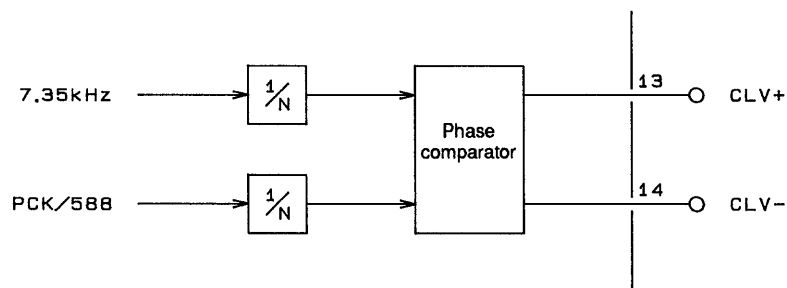 7.35kHz
1/N
Phase
comparator
13
CLV+
PCK/588
1/N
14
CLV-